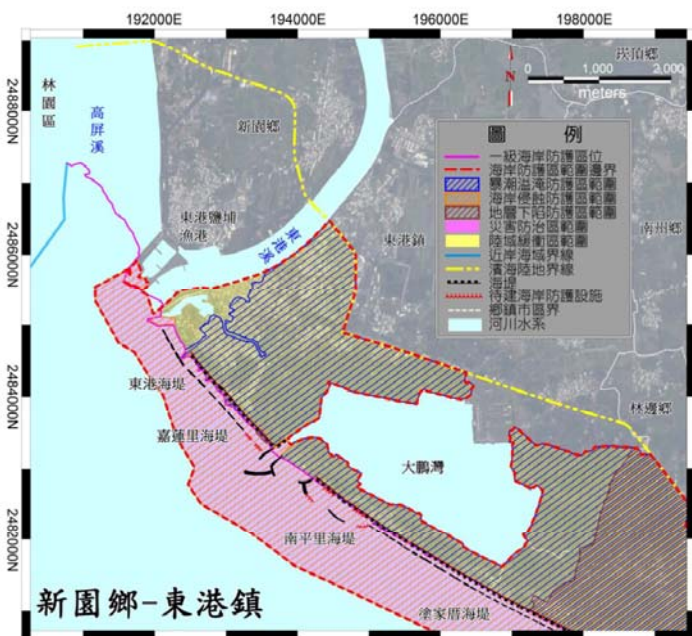 192000E 194000E 196000E 198000E
2488000N
2486000N
2484000N
2482000N
林園區
高屏溪
新園鄉
崁頂鄉
N
0 1,000 2,000
meters
圖 例
一級海岸防護區位
海岸防護區範圍邊界
暴潮溢淹防護區範圍
海岸侵蝕防護區範圍
地層下陷防護區範圍
災害防治區範圍
陸域緩衝區範圍
近岸海域界線
濱海陸地界線
海堤
待建海岸防護設施
鄉鎮市區界
河川水系
東港鹽埔
漁港
東港溪
東港鎮
南州鄉
東港海堤
嘉蓮里海堤
大鵬灣
林邊鄉
南平里海堤
塗家厝海堤
新園鄉-東港鎮